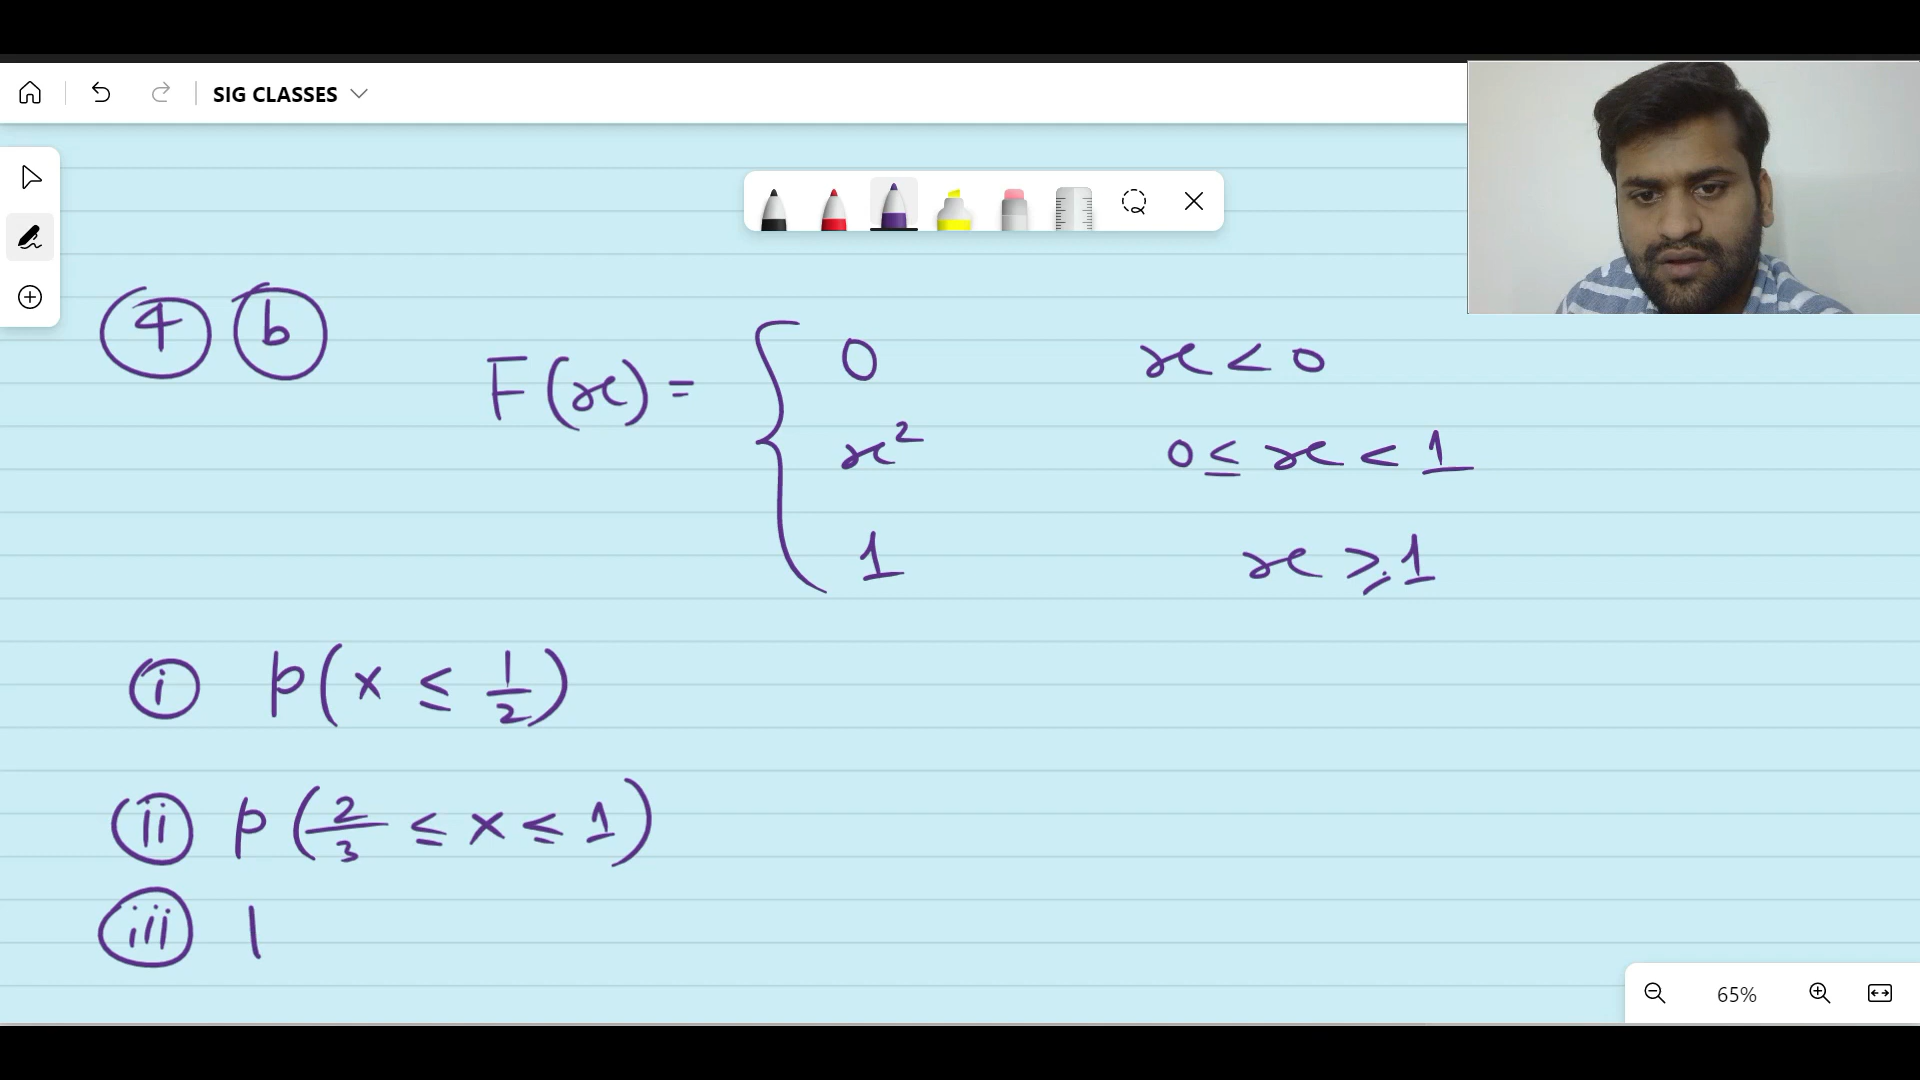 SIG CLASSES
4 b
F(x) = { 0 x < 0
x² 0 ≤ x < 1
1 x ≥ 1
i P(x ≤ 1/2)
ii P(2/3 ≤ x ≤ 1)
iii
65%